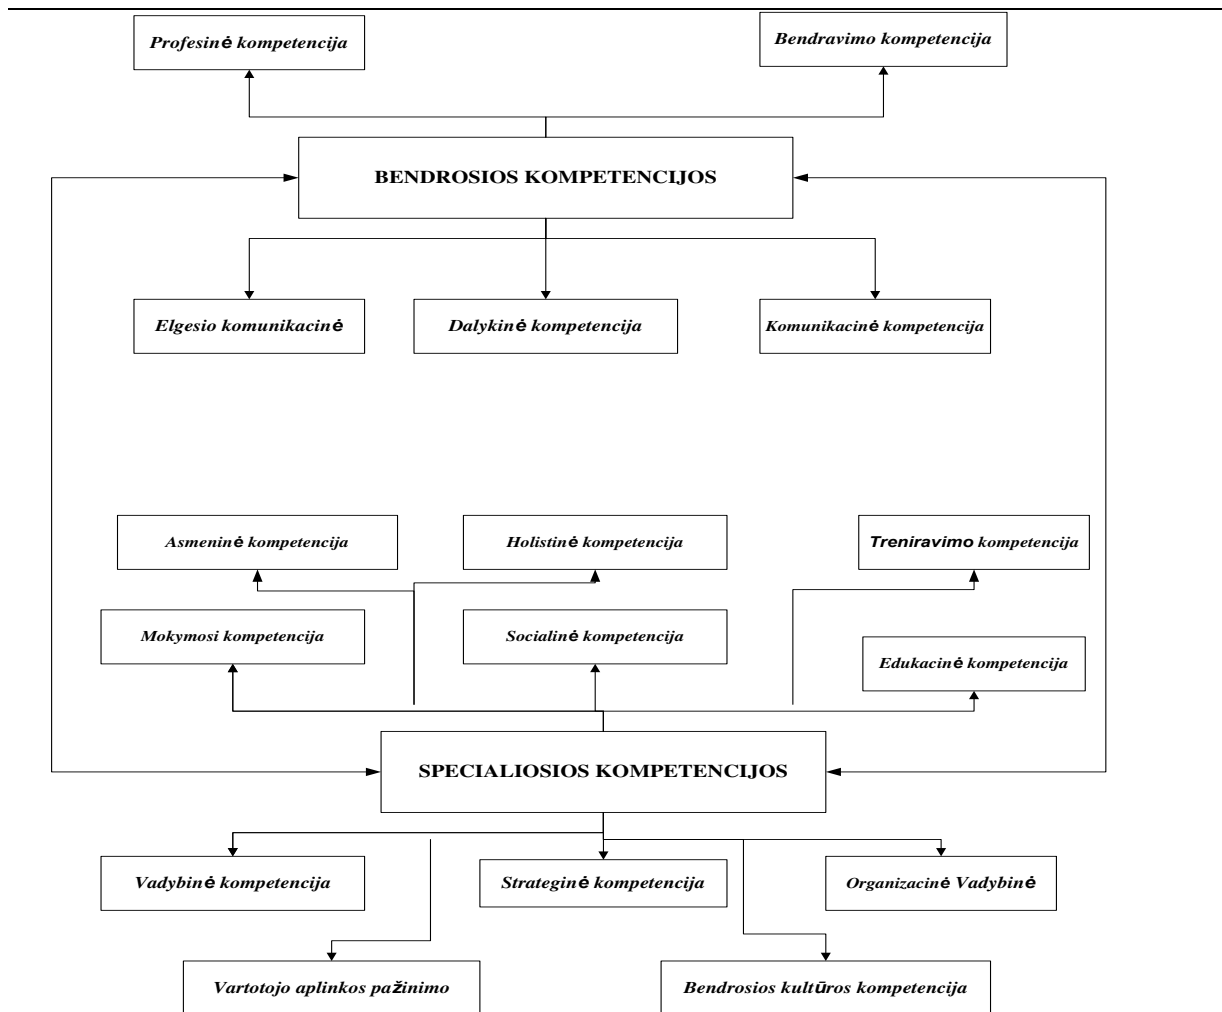 Profesinė kompetencija
Bendravimo kompetencija
BENDROSIOS KOMPETENCIJOS
Elgesio komunikacinė
Dalykinė kompetencija
Komunikacinė kompetencija
Asmeninė kompetencija
Holistinė kompetencija
Treniravimo kompetencija
Mokymosi kompetencija
Socialinė kompetencija
Edukacinė kompetencija
SPECIALIOSIOS KOMPETENCIJOS
Vadybinė kompetencija
Strateginė kompetencija
Organizacinė Vadybinė
Vartotojo aplinkos pažinimo
Bendrosios kultūros kompetencija